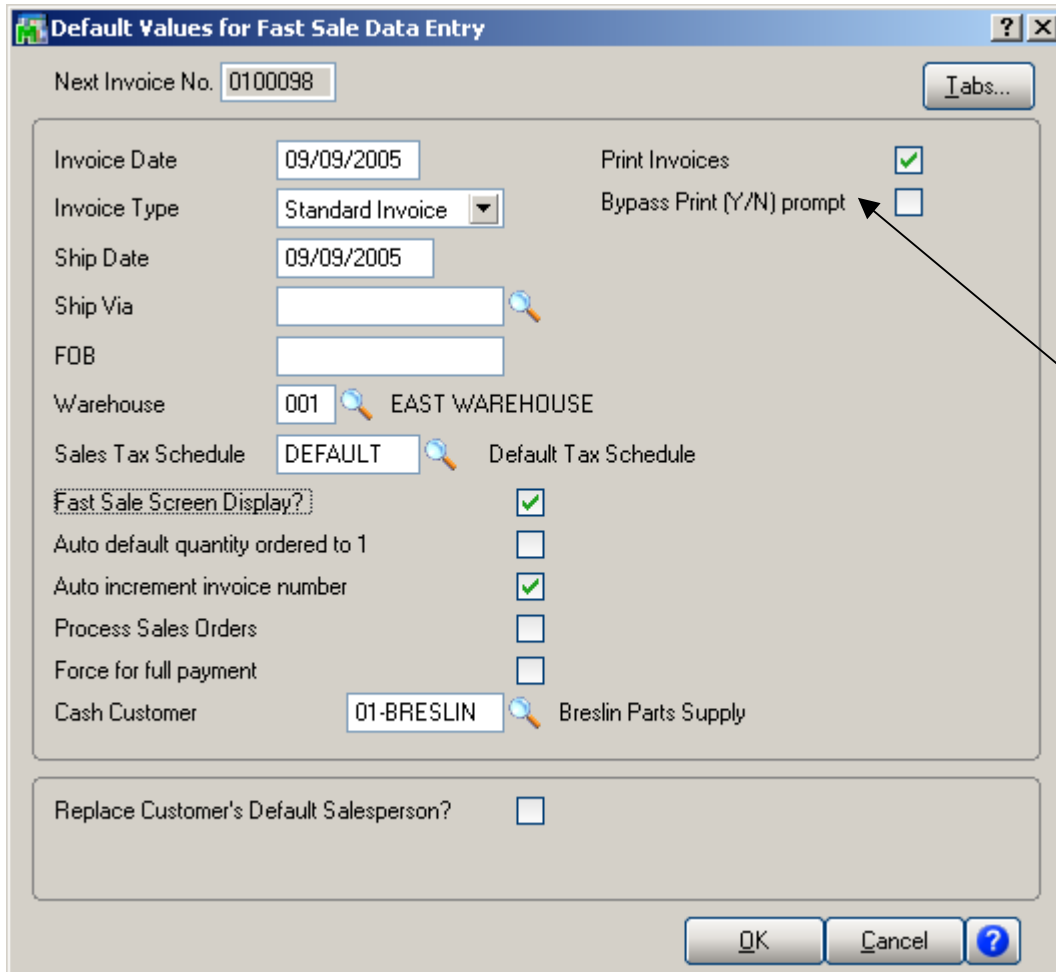 Default Values for Fast Sale Data Entry
Next Invoice No. 0100098
Tabs...
Invoice Date 09/09/2005 Print Invoices
Invoice Type Standard Invoice Bypass Print (Y/N) prompt
Ship Date 09/09/2005
Ship Via
FOB
Warehouse 001 EAST WAREHOUSE
Sales Tax Schedule DEFAULT Default Tax Schedule
Fast Sale Screen Display?
Auto default quantity ordered to 1
Auto increment invoice number
Process Sales Orders
Force for full payment
Cash Customer 01-BRESLIN Breslin Parts Supply
Replace Customer's Default Salesperson?
OK Cancel